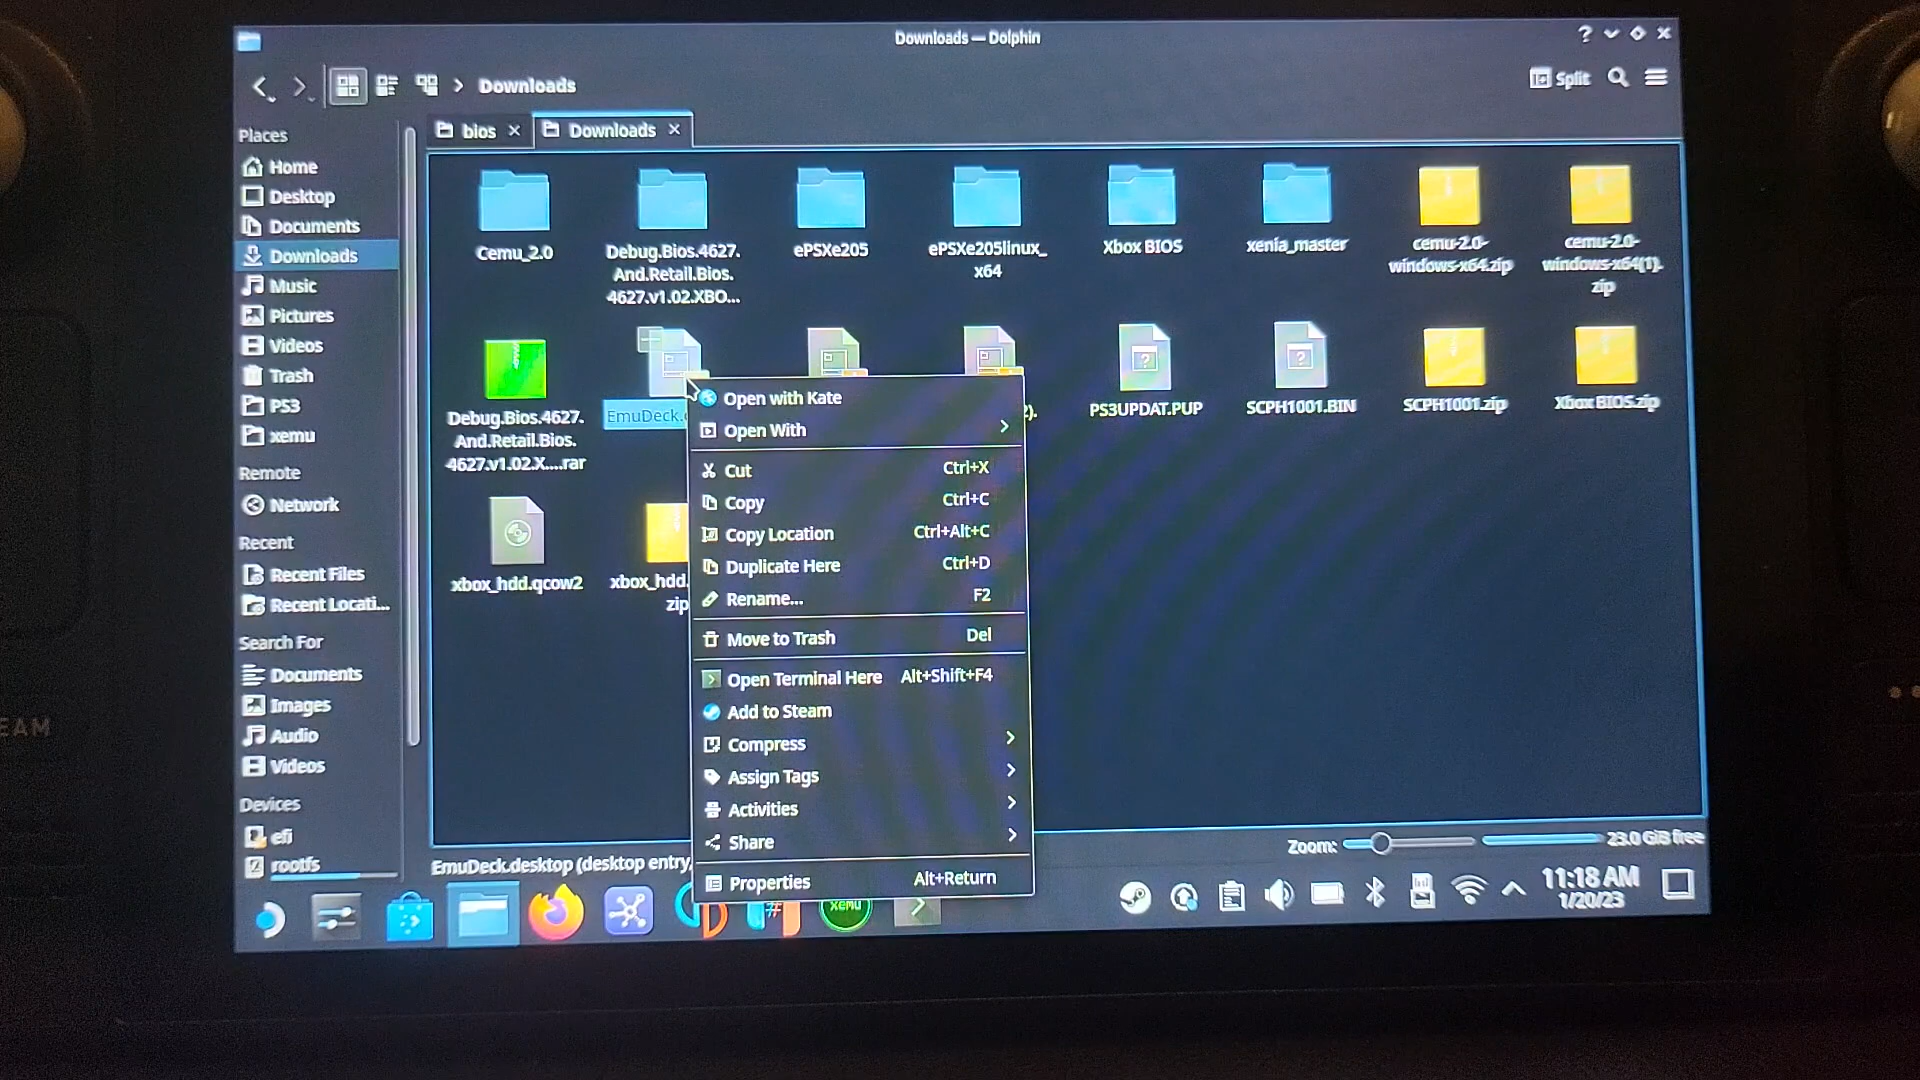 Downloads — Dolphin
Downloads
Split
Places
Home
Desktop
Documents
Downloads
Music
Pictures
Videos
Trash
PS3
xemu
Remote
Network
Recent
Recent Files
Recent Locati...
Search For
Documents
Images
Audio
Videos
Devices
efi
rootfs
bios
Downloads
Cemu_2.0
Debug.Bios.4627.
And.Retail.Bios.
4627.v1.02.XBO...
ePSXe205
ePSXe205linux_
x64
Xbox BIOS
xenia_master
cemu-2.0-
windows-x64.zip
cemu-2.0-
windows-x64(1).
zip
Debug.Bios.4627.
And.Retail.Bios.
4627.v1.02.X....rar
EmuDeck.
).
PS3UPDAT.PUP
SCPH1001.BIN
SCPH1001.zip
Xbox BIOS.zip
xbox_hdd.qcow2
xbox_hdd.
zip
Open with Kate
Open With
Cut Ctrl+X
Copy Ctrl+C
Copy Location Ctrl+Alt+C
Duplicate Here Ctrl+D
Rename... F2
Move to Trash Del
Open Terminal Here Alt+Shift+F4
Add to Steam
Compress
Assign Tags
Activities
Share
Properties Alt+Return
EmuDeck.desktop (desktop entry,
Zoom:
23.0 GiB free
xemu
11:18 AM
1/20/23
EAM